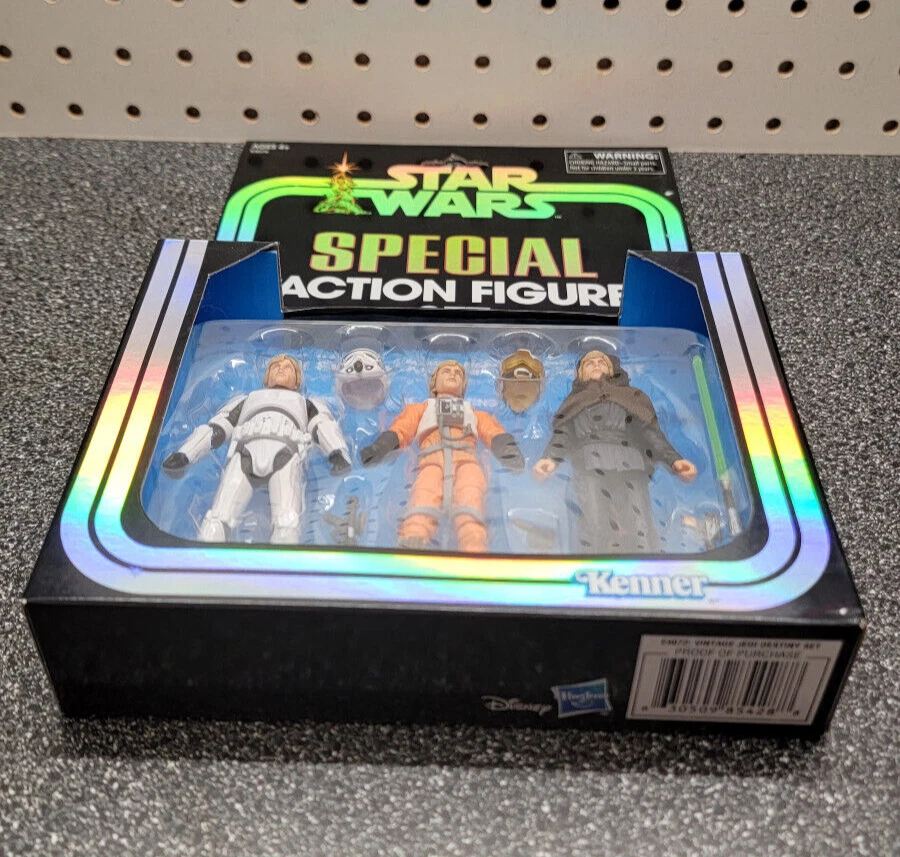 AGES 4+
WARNING:
CHOKING HAZARD—Small parts.
Not for children under 3 years.
STAR
WARS
SPECIAL
ACTION FIGURE
Kenner
VINTAGE JEDI DESTINY SET
PROOF OF PURCHASE
Disney
Hasbro